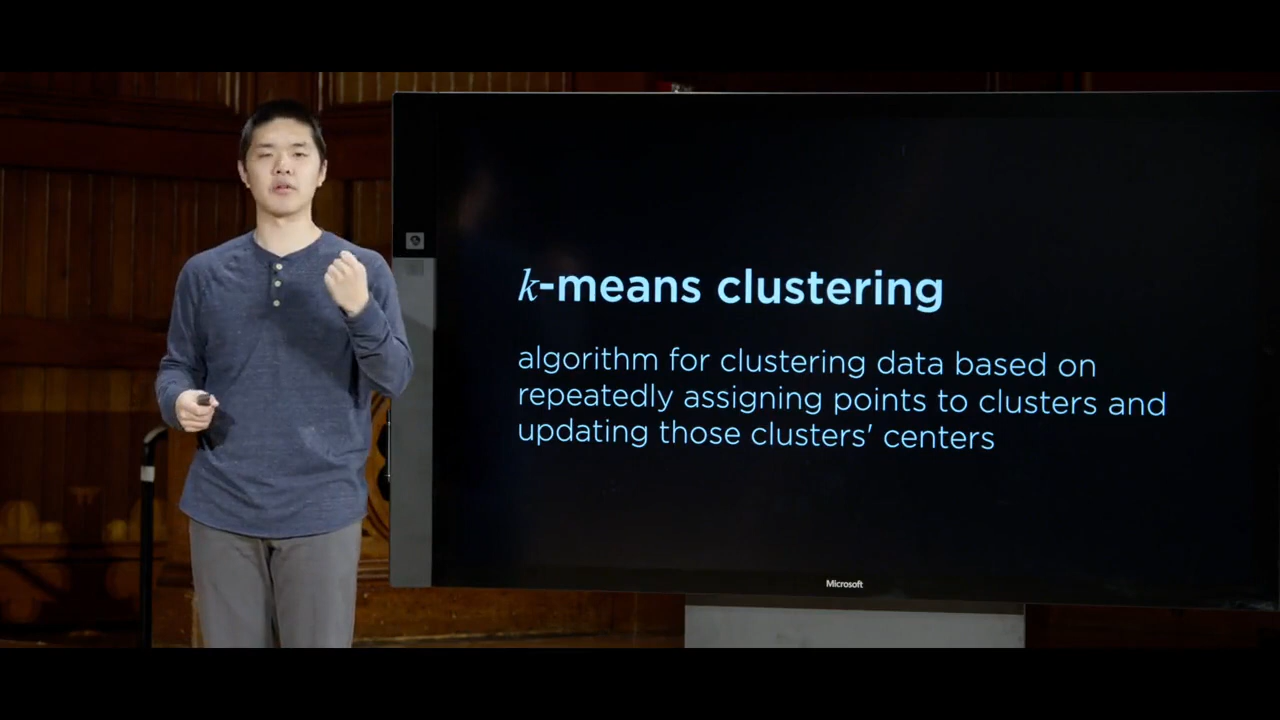 k-means clustering
algorithm for clustering data based on
repeatedly assigning points to clusters and
updating those clusters' centers
Microsoft